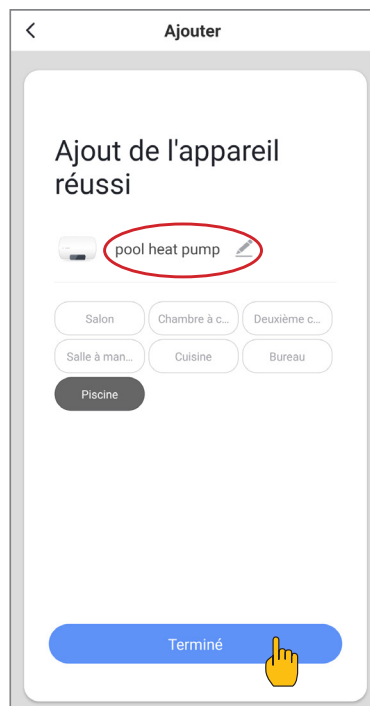 Ajouter
Ajout de l'appareil
réussi
pool heat pump
Salon
Chambre à c...
Deuxième c...
Salle à man...
Cuisine
Bureau
Piscine
Terminé